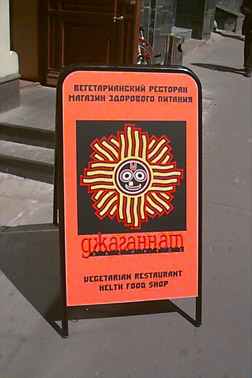 ВЕГЕТАРИАНСКИЙ РЕСТОРАН
МАГАЗИН ЗДОРОВОГО ПИТАНИЯ
джаганнат
VEGETARIAN RESTAURANT
HELTH FOOD SHOP